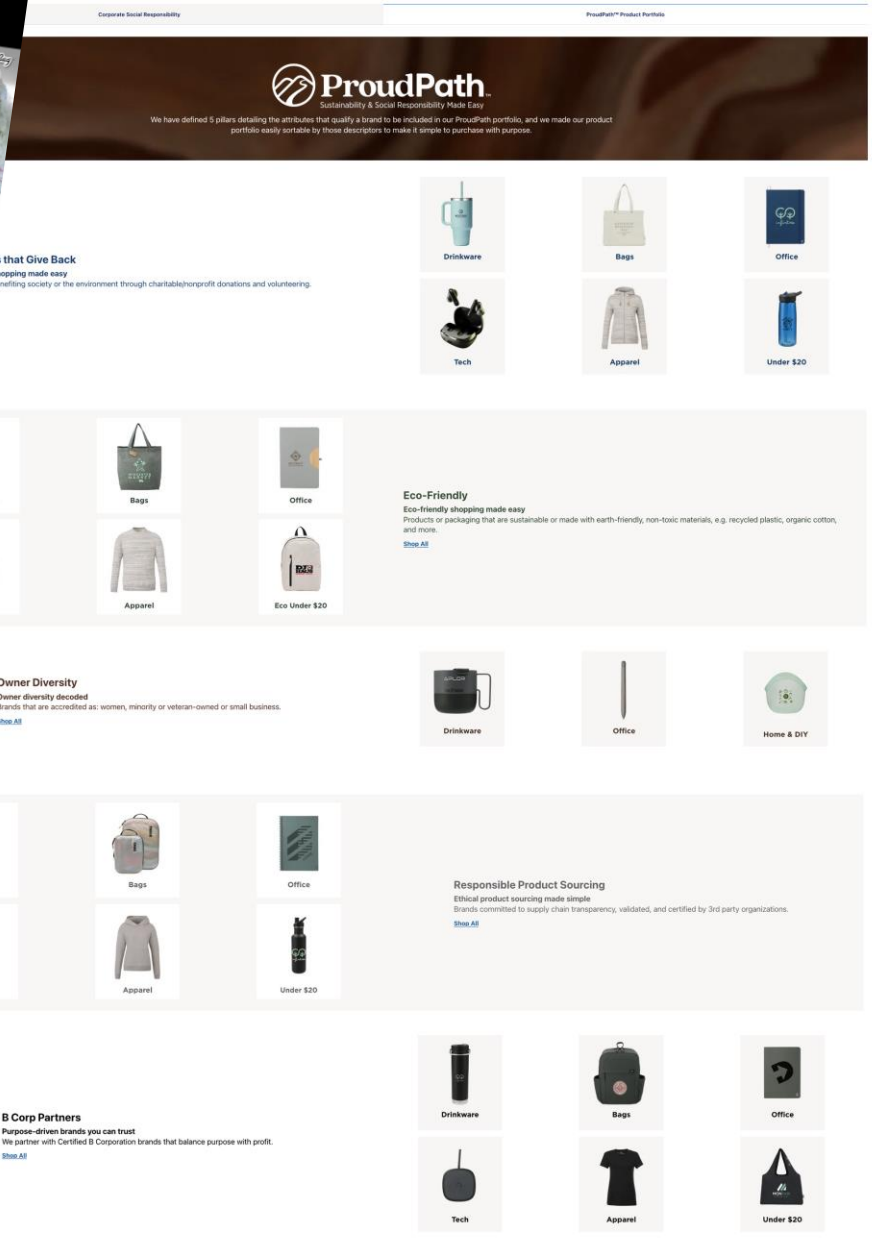 Corporate Social Responsibility
ProudPath™ Product Portfolio
ProudPath™
Sustainability & Social Responsibility Made Easy
We have defined 5 pillars detailing the attributes that qualify a brand to be included in our ProudPath portfolio, and we made our product
portfolio easily sortable by those descriptors to make it simple to purchase with purpose.
that Give Back
made easy
society or the environment through charitable/nonprofit donations and volunteering.
Drinkware
Bags
Office
Tech
Apparel
Under $20
Bags
Office
Apparel
Eco Under $20
Eco-Friendly
Eco-friendly shopping made easy
Products or packaging that are sustainable or made with earth-friendly, non-toxic materials, e.g. recycled plastic, organic cotton,
and more.
Shop All
Owner Diversity
Owner diversity decoded
Brands that are accredited as: women, minority or veteran-owned or small business.
Shop All
Drinkware
Office
Home & DIY
Bags
Office
Apparel
Under $20
Responsible Product Sourcing
Ethical product sourcing made simple
Brands committed to supply chain transparency, validated, and certified by 3rd party organizations.
Shop All
B Corp Partners
Purpose-driven brands you can trust
We partner with Certified B Corporation brands that balance purpose with profit.
Shop All
Drinkware
Bags
Office
Tech
Apparel
Under $20